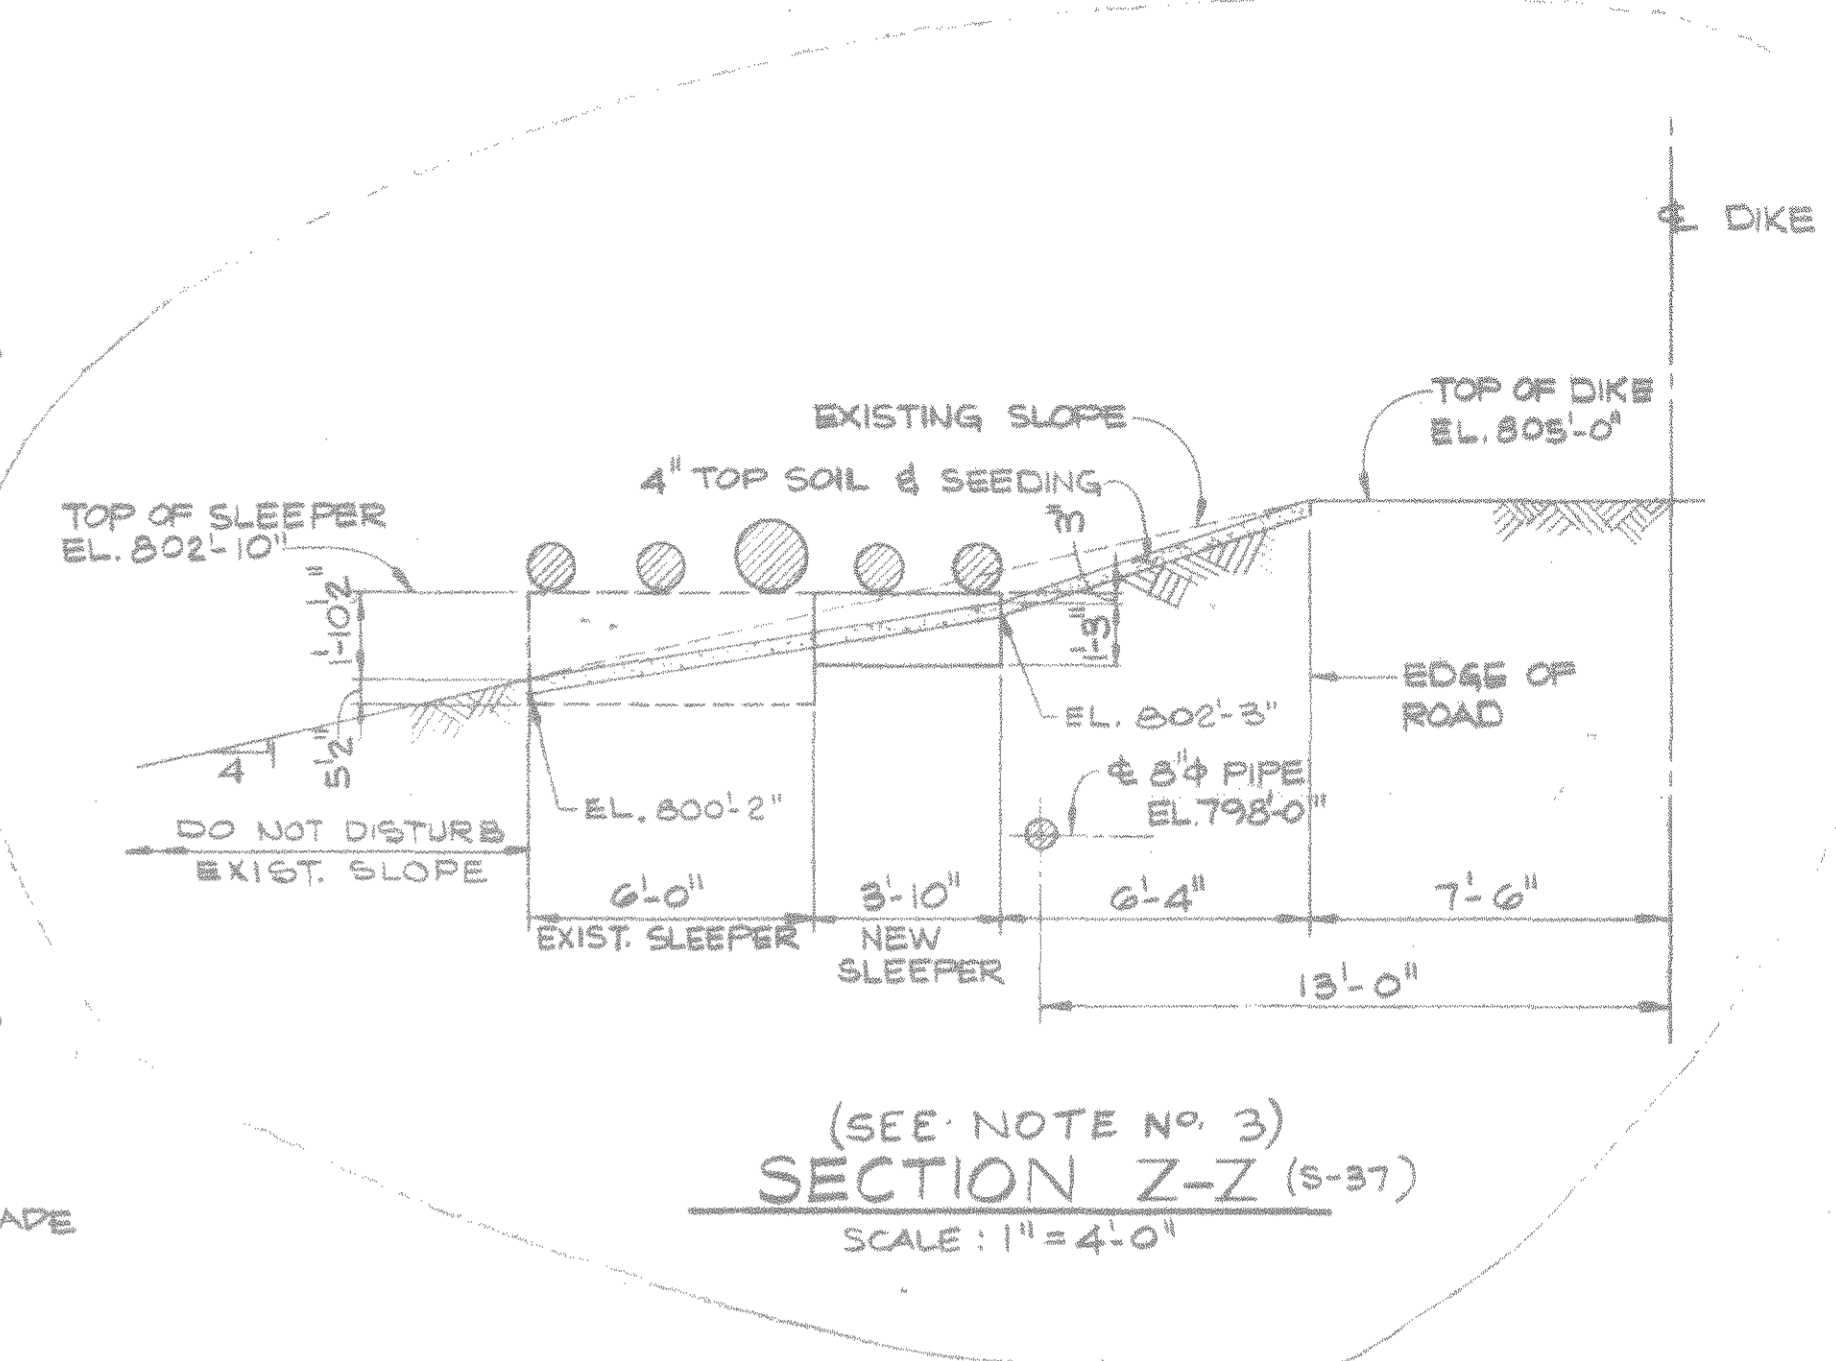 ℄ DIKE
TOP OF DIKE
EL. 805'-0"
EXISTING SLOPE
4" TOP SOIL & SEEDING
3"
TOP OF SLEEPER
EL. 802'-10"
1'-10½"
5½"
1'-3"
EDGE OF
ROAD
EL. 802'-3"
4
1
℄ 8"φ PIPE
EL. 798'-0"
EL. 800'-2"
DO NOT DISTURB
EXIST. SLOPE
6'-0"
EXIST. SLEEPER
3'-10"
NEW
SLEEPER
6'-4"
7'-6"
13'-0"
(SEE NOTE Nº. 3)
SECTION Z-Z (S-37)
SCALE : 1" = 4'-0"
ADE